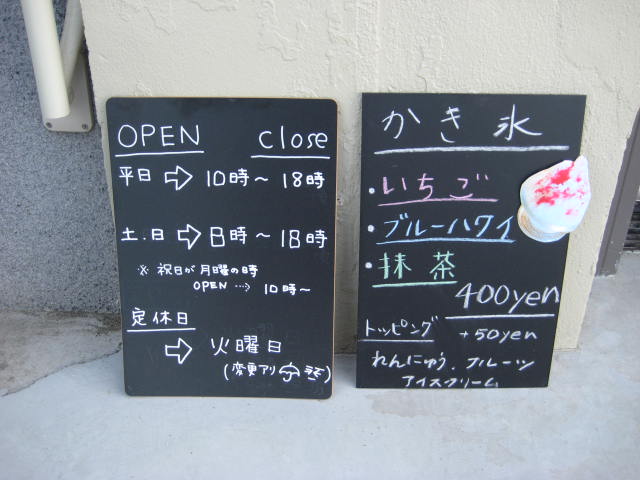 OPEN close
平日 ⇨ 10時～18時
土.日 ⇨ 8時～18時
※ 祝日が月曜の時
OPEN …> 10時～
定休日
⇨ 火曜日
(変更アリ
かき氷
・いちご
・ブルーハワイ
・抹茶
400yen
トッピング +50yen
れんにゅう、フルーツ
アイスクリーム